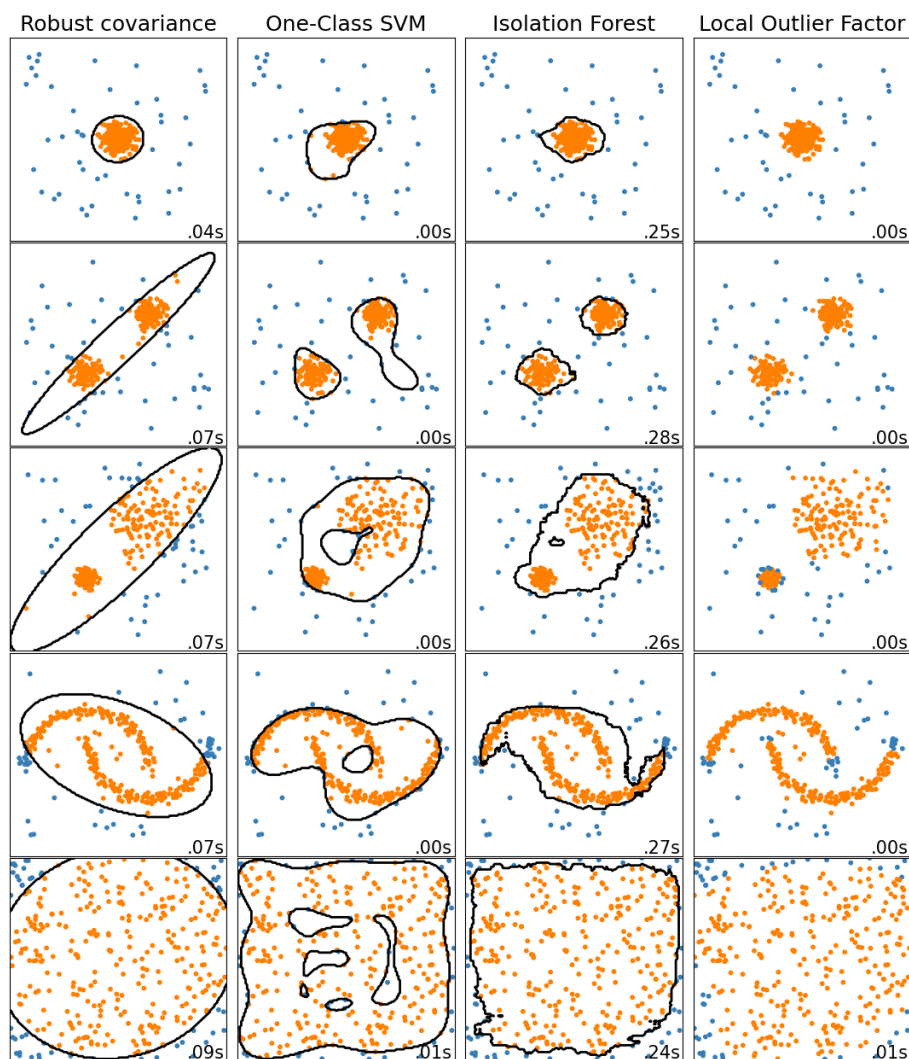 Robust covariance One-Class SVM Isolation Forest Local Outlier Factor
.04s .00s .25s .00s
.07s .00s .28s .00s
.07s .00s .26s .00s
.07s .00s .27s .00s
.09s .01s .24s .01s